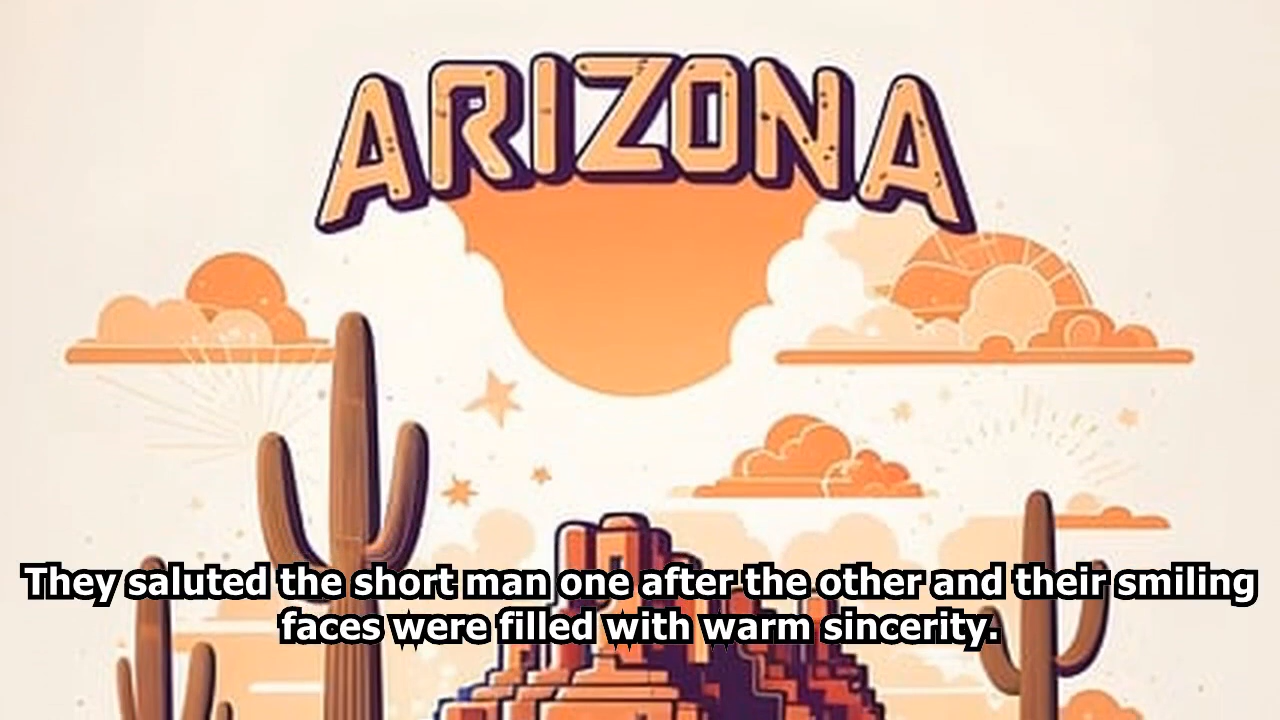 ARIZONA
They saluted the short man one after the other and their smiling
faces were filled with warm sincerity.